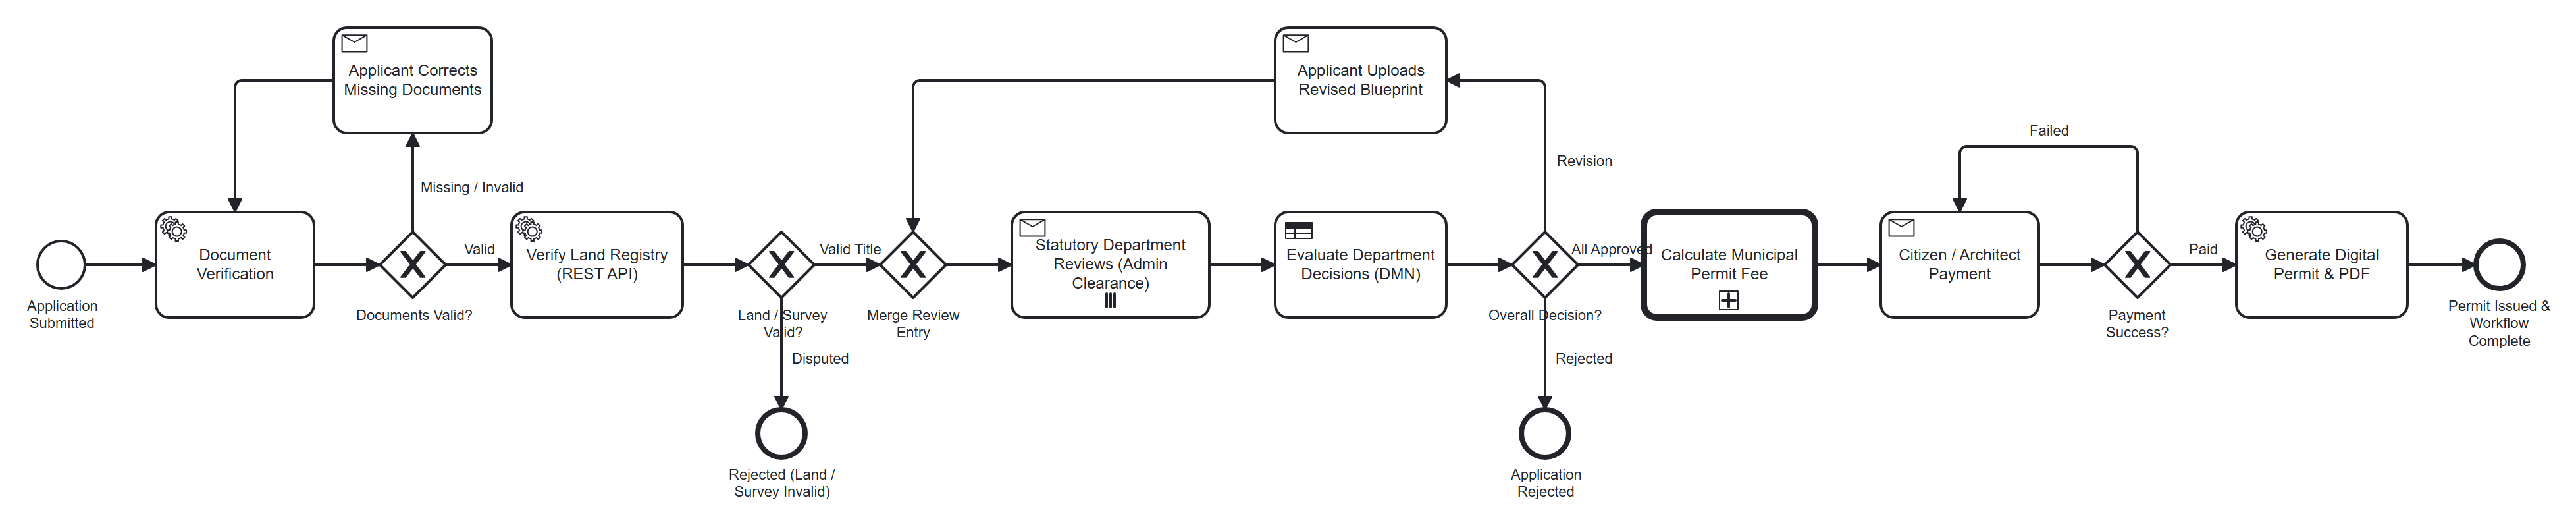 Applicant Corrects
Missing Documents
Applicant Uploads
Revised Blueprint
Failed
Revision
Missing / Invalid
Application
Submitted
Document
Verification
Documents Valid?
Valid
Verify Land Registry
(REST API)
Land / Survey
Valid?
Valid Title
Disputed
Rejected (Land /
Survey Invalid)
Merge Review
Entry
Statutory Department
Reviews (Admin
Clearance)
Evaluate Department
Decisions (DMN)
Overall Decision?
All Approved
Rejected
Application
Rejected
Calculate Municipal
Permit Fee
Citizen / Architect
Payment
Payment
Success?
Paid
Generate Digital
Permit & PDF
Permit Issued &
Workflow
Complete